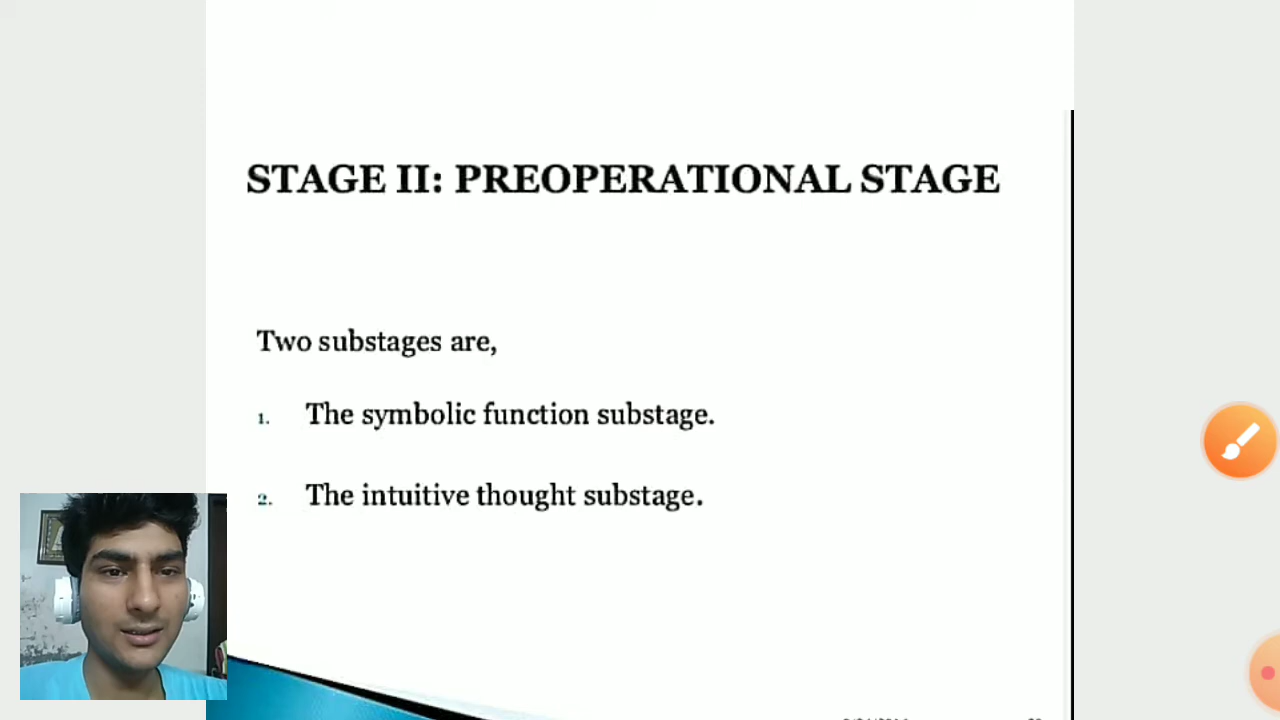 STAGE II: PREOPERATIONAL STAGE
Two substages are,
1. The symbolic function substage.
2. The intuitive thought substage.